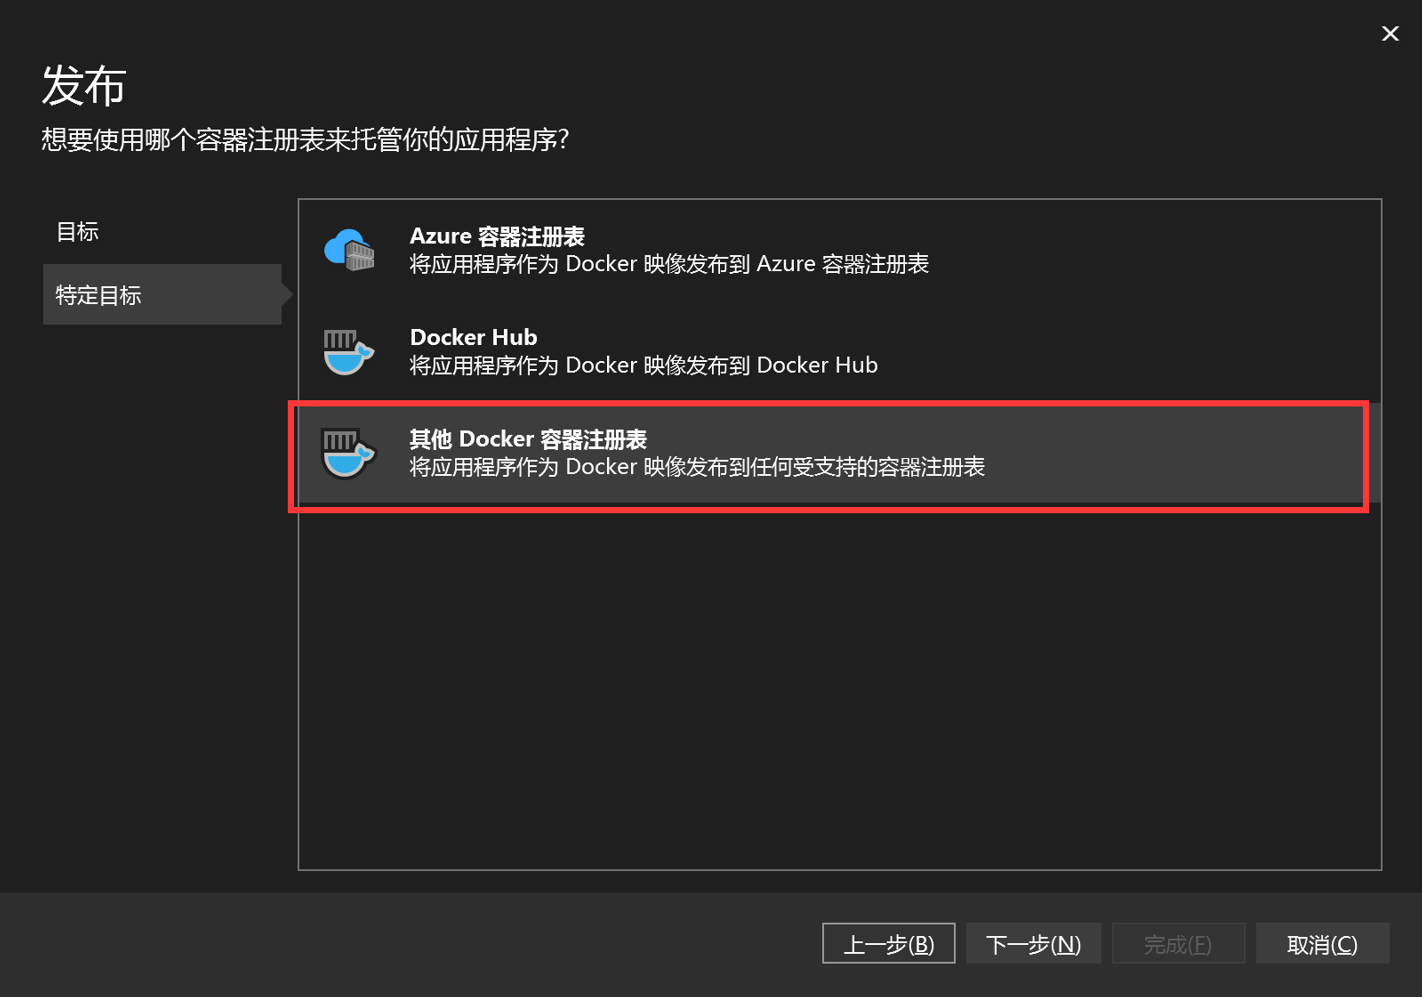 发布
想要使用哪个容器注册表来托管你的应用程序?
目标
特定目标
Azure 容器注册表
将应用程序作为 Docker 映像发布到 Azure 容器注册表
Docker Hub
将应用程序作为 Docker 映像发布到 Docker Hub
其他 Docker 容器注册表
将应用程序作为 Docker 映像发布到任何受支持的容器注册表
上一步(B)
下一步(N)
完成(F)
取消(C)